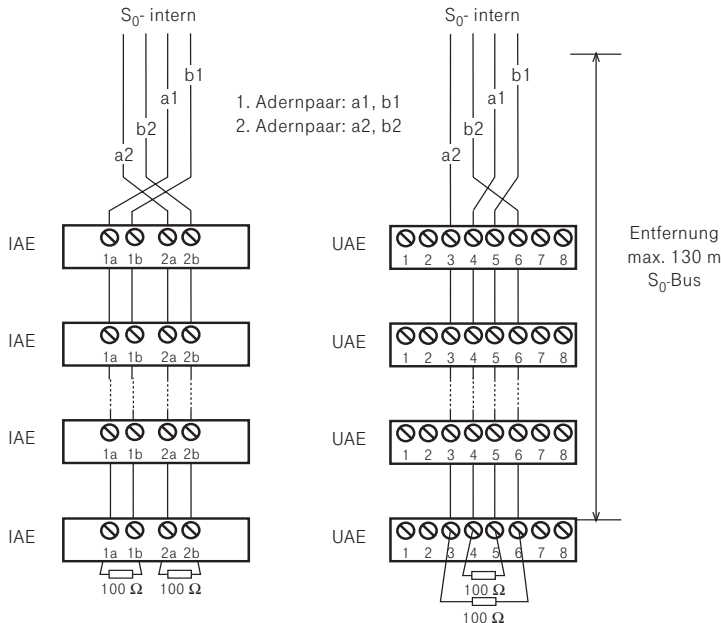 S₀- intern
a2
b2
a1
b1
1. Adernpaar: a1, b1
2. Adernpaar: a2, b2
S₀- intern
a2
b2
a1
b1
Entfernung
max. 130 m
S₀-Bus
IAE
1a 1b 2a 2b
IAE
1a 1b 2a 2b
IAE
1a 1b 2a 2b
IAE
1a 1b 2a 2b
100 Ω 100 Ω
UAE
1 2 3 4 5 6 7 8
UAE
1 2 3 4 5 6 7 8
UAE
1 2 3 4 5 6 7 8
UAE
1 2 3 4 5 6 7 8
100 Ω
100 Ω